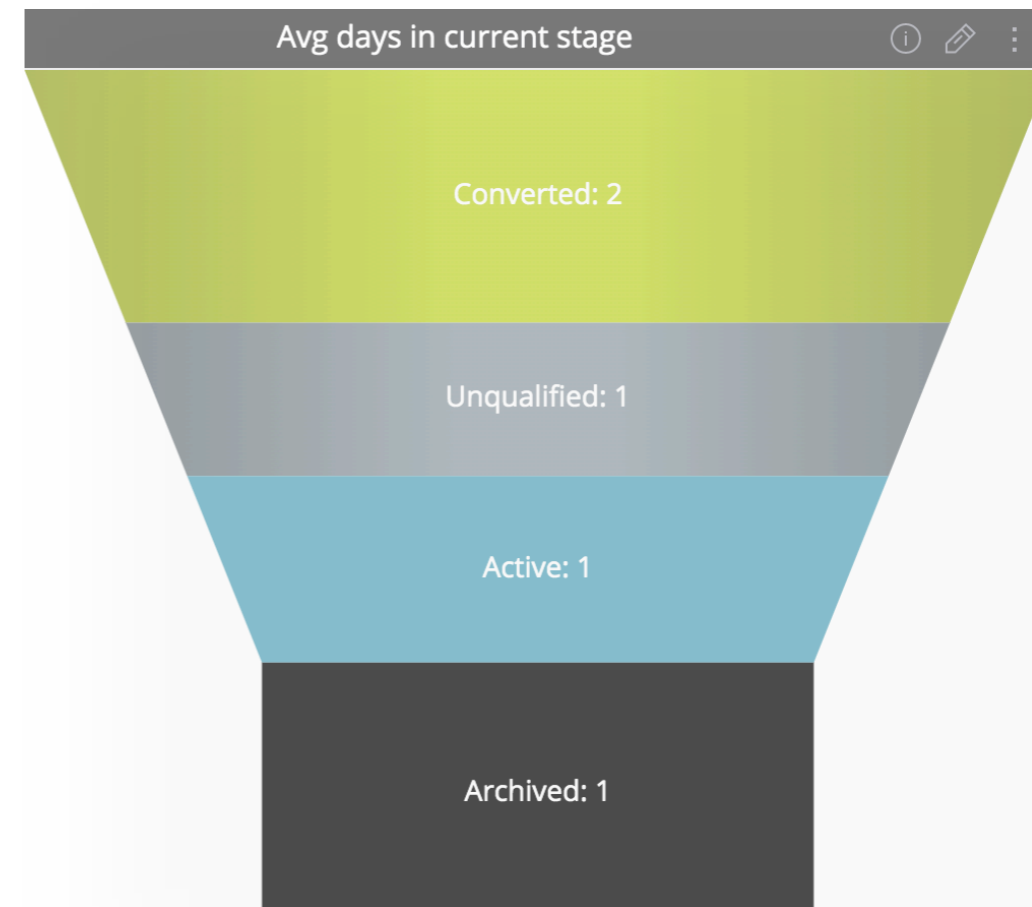 Avg days in current stage
Converted: 2
Unqualified: 1
Active: 1
Archived: 1